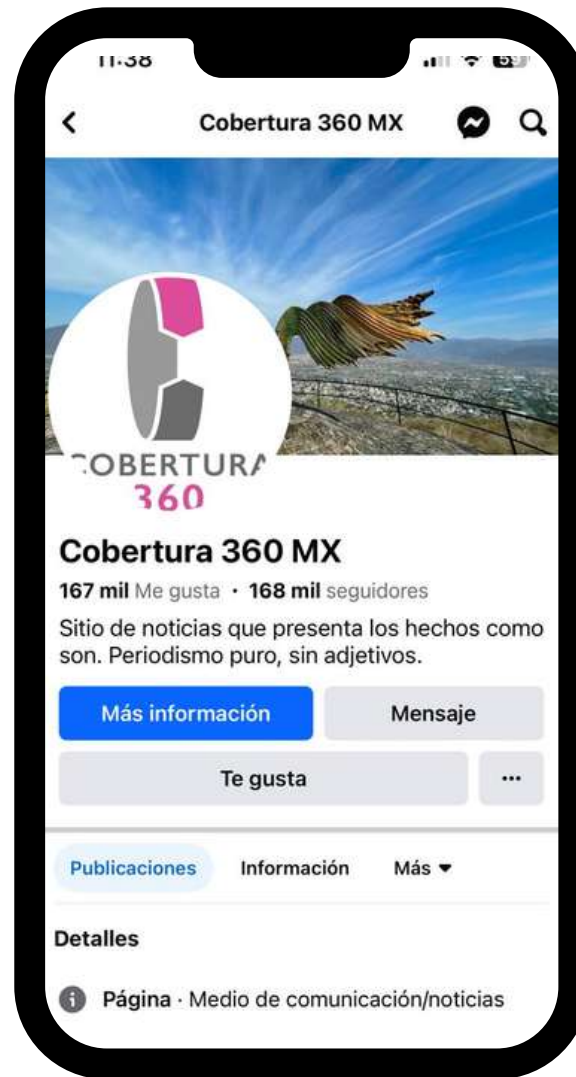 11:38
59
Cobertura 360 MX
COBERTURA
360
Cobertura 360 MX
167 mil Me gusta · 168 mil seguidores
Sitio de noticias que presenta los hechos como
son. Periodismo puro, sin adjetivos.
Más información
Mensaje
Te gusta
Publicaciones
Información
Más
Detalles
Página · Medio de comunicación/noticias